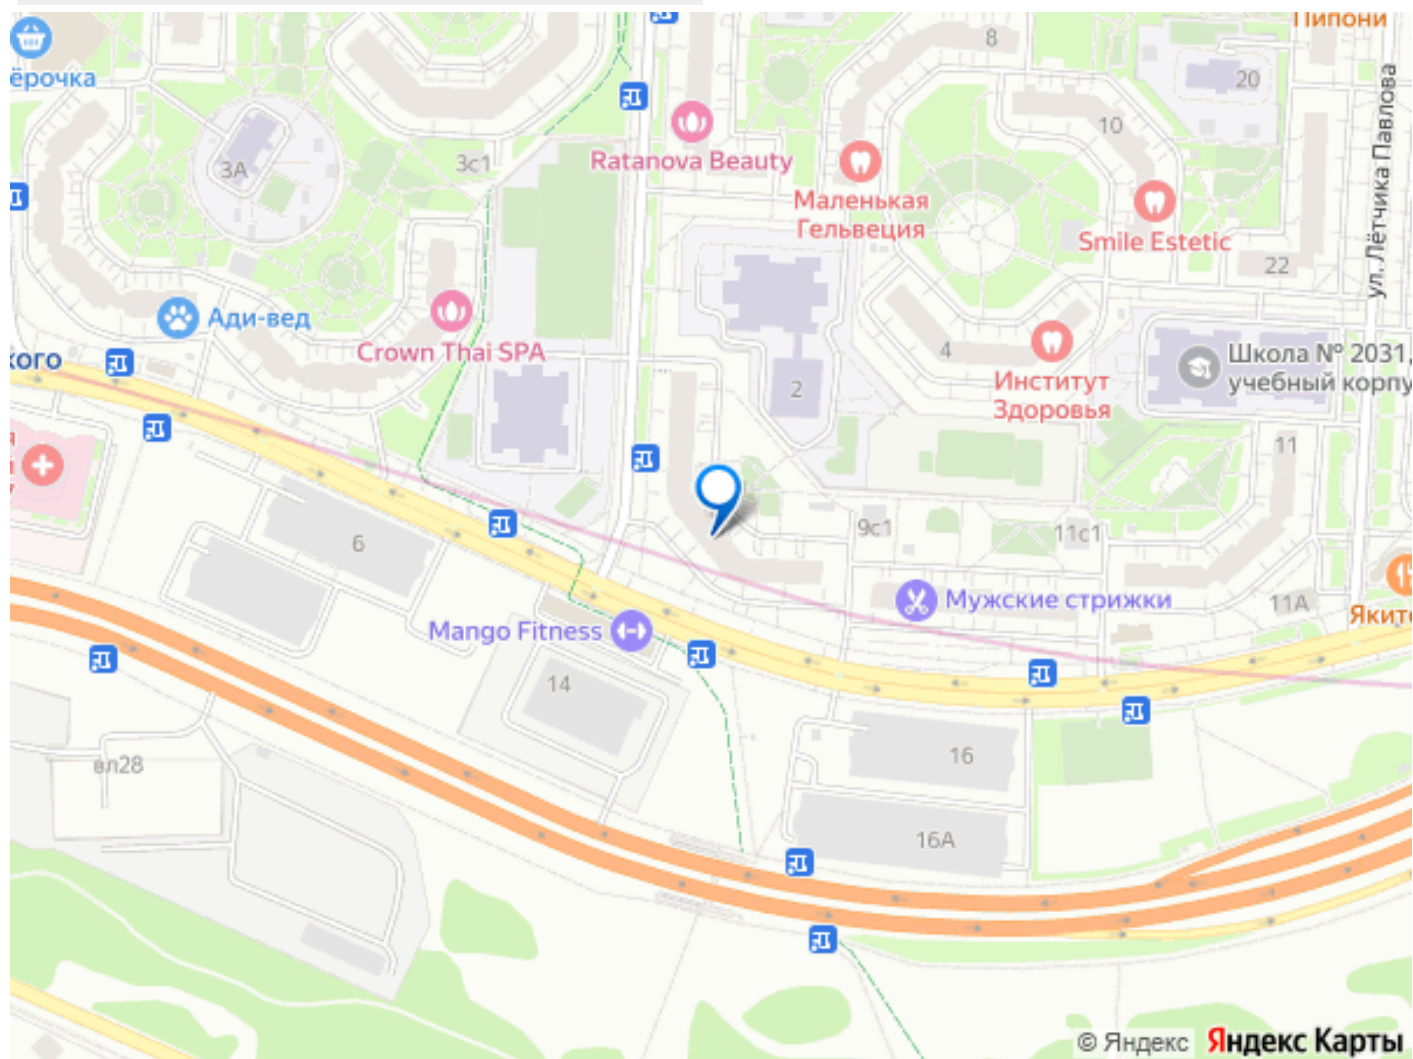 Пипони
ёрочка
8
20
10
ул. Лётчика Павлова
3А
3с1
Ratanova Beauty
Маленькая
Гельвеция
Smile Estetic
22
Ади-вед
Crown Thai SPA
кого
4
2
Институт
Здоровья
Школа № 2031,
учебный корпу
11
9с1
11с1
6
Мужские стрижки
11А
Якито
Mango Fitness
14
16
вл28
16А
© Яндекс Яндекс Карты